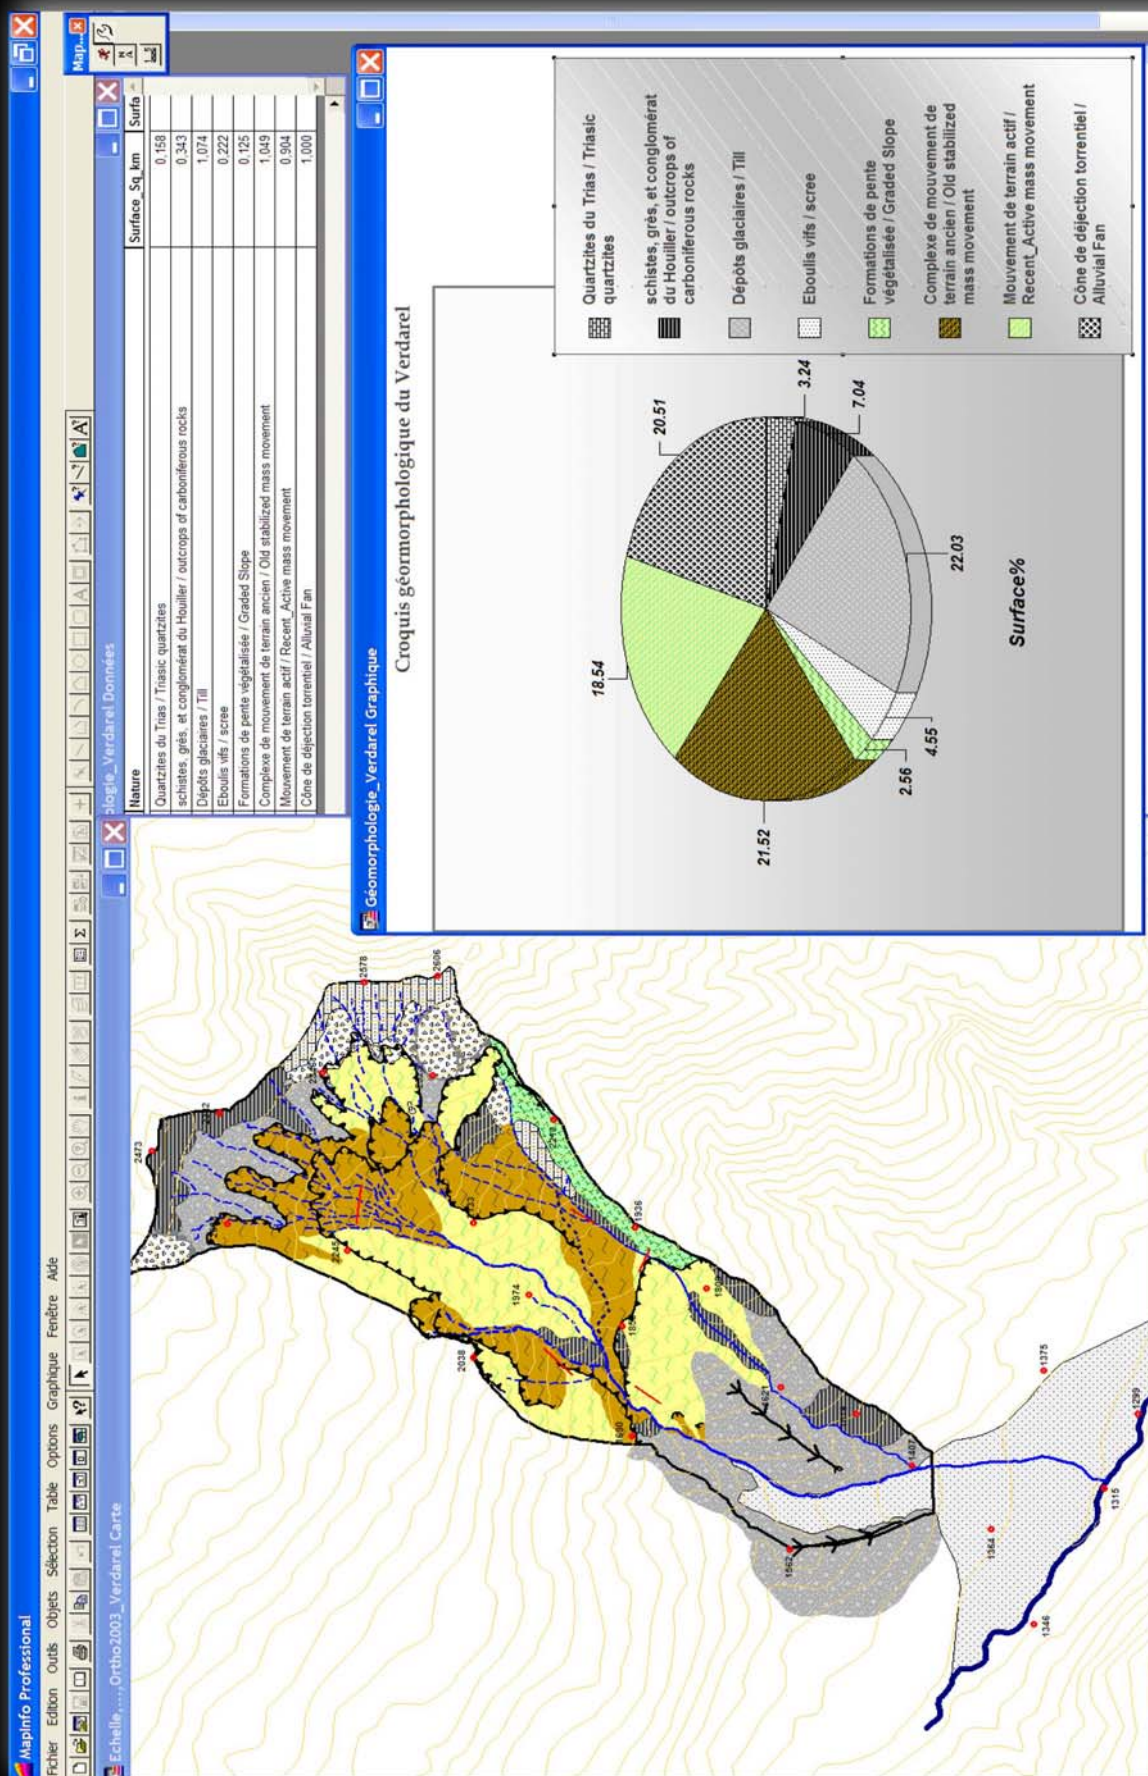 MapInfo Professional
Fichier Edition Outils Objets Sélection Table Options Graphique Fenêtre Aide
Echelle,...,Ortho2003_Verdarel Carte
2473
2578
2606
2245
2038
1974
1936
1690
1621
1562
1407
1375
1364
1346
1315
1299
ologie_Verdarel Données
Nature Surface_Sq_km Surfa
Quartzites du Trias / Triasic quartzites 0,158
schistes, grès, et conglomérat du Houiller / outcrops of carboniferous rocks 0,343
Dépôts glaciaires / Till 1,074
Eboulis vifs / scree 0,222
Formations de pente végétalisée / Graded Slope 0,125
Complexe de mouvement de terrain ancien / Old stabilized mass movement 1,049
Mouvement de terrain actif / Recent_Active mass movement 0,904
Cône de déjection torrentiel / Alluvial Fan 1,000
Map...
Géomorphologie_Verdarel Graphique
Croquis géormorphologique du Verdarel
20.51
18.54
3.24
7.04
21.52
22.03
2.56
4.55
Surface%
Quartzites du Trias / Triasic
quartzites
schistes, grès, et conglomérat
du Houiller / outcrops of
carboniferous rocks
Dépôts glaciaires / Till
Eboulis vifs / scree
Formations de pente
végétalisée / Graded Slope
Complexe de mouvement de
terrain ancien / Old stabilized
mass movement
Mouvement de terrain actif /
Recent_Active mass movement
Cône de déjection torrentiel /
Alluvial Fan